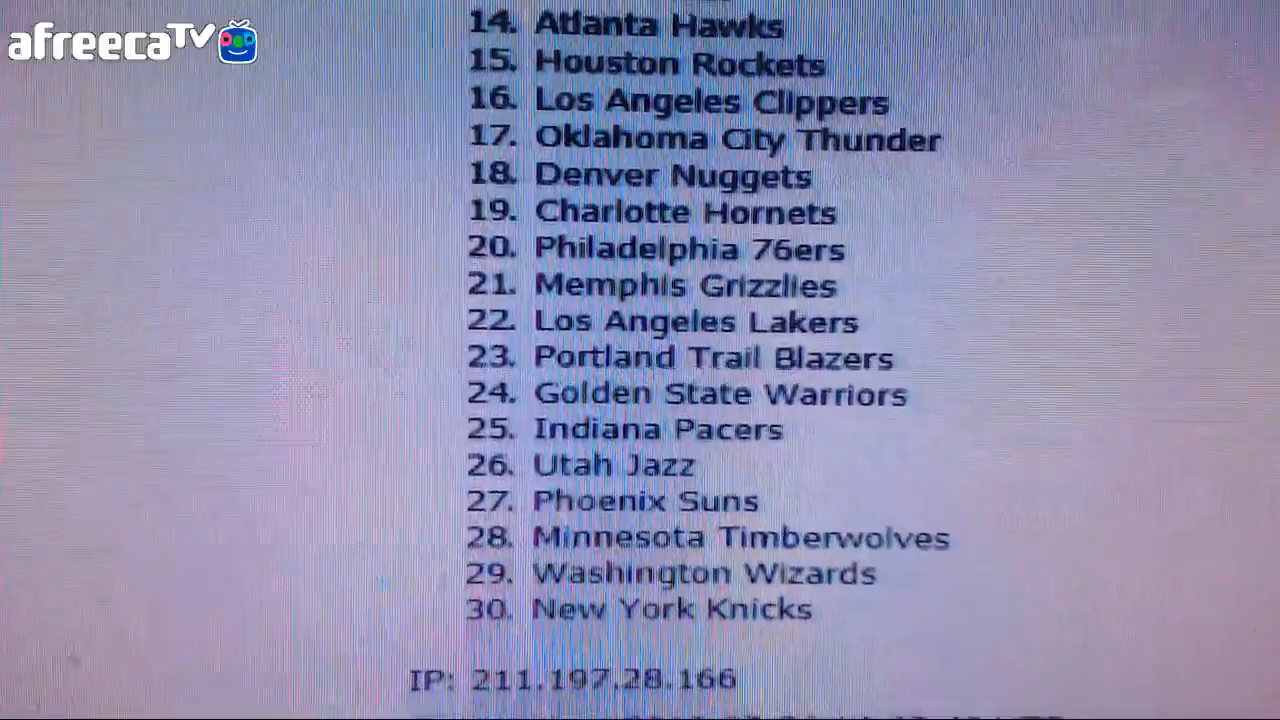 afreecaTV
14. Atlanta Hawks
15. Houston Rockets
16. Los Angeles Clippers
17. Oklahoma City Thunder
18. Denver Nuggets
19. Charlotte Hornets
20. Philadelphia 76ers
21. Memphis Grizzlies
22. Los Angeles Lakers
23. Portland Trail Blazers
24. Golden State Warriors
25. Indiana Pacers
26. Utah Jazz
27. Phoenix Suns
28. Minnesota Timberwolves
29. Washington Wizards
30. New York Knicks
IP: 211.197.28.166